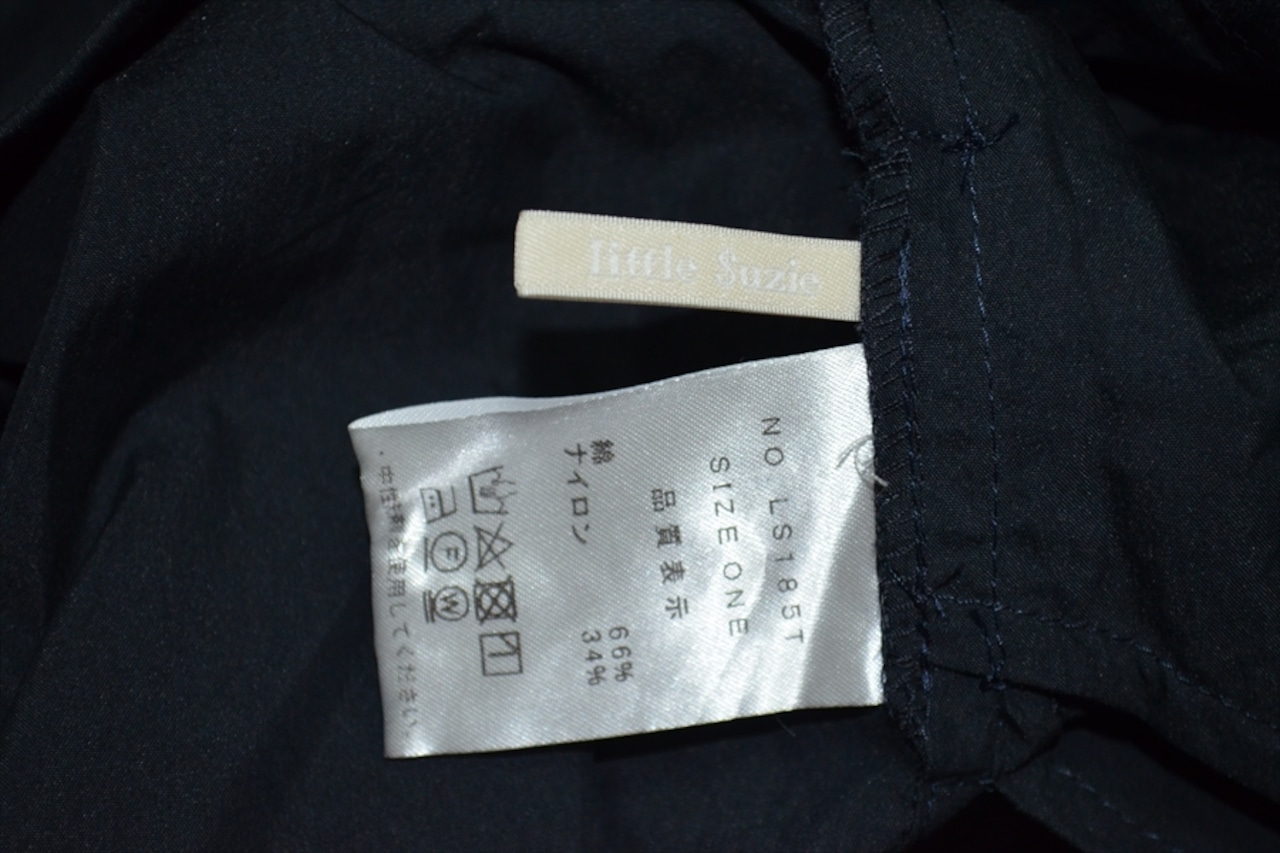 little $uzie
NO LS185T
SIZE ONE
品質表示
綿 66%
ナイロン 34%
F
W
・中性洗剤を使用してください。